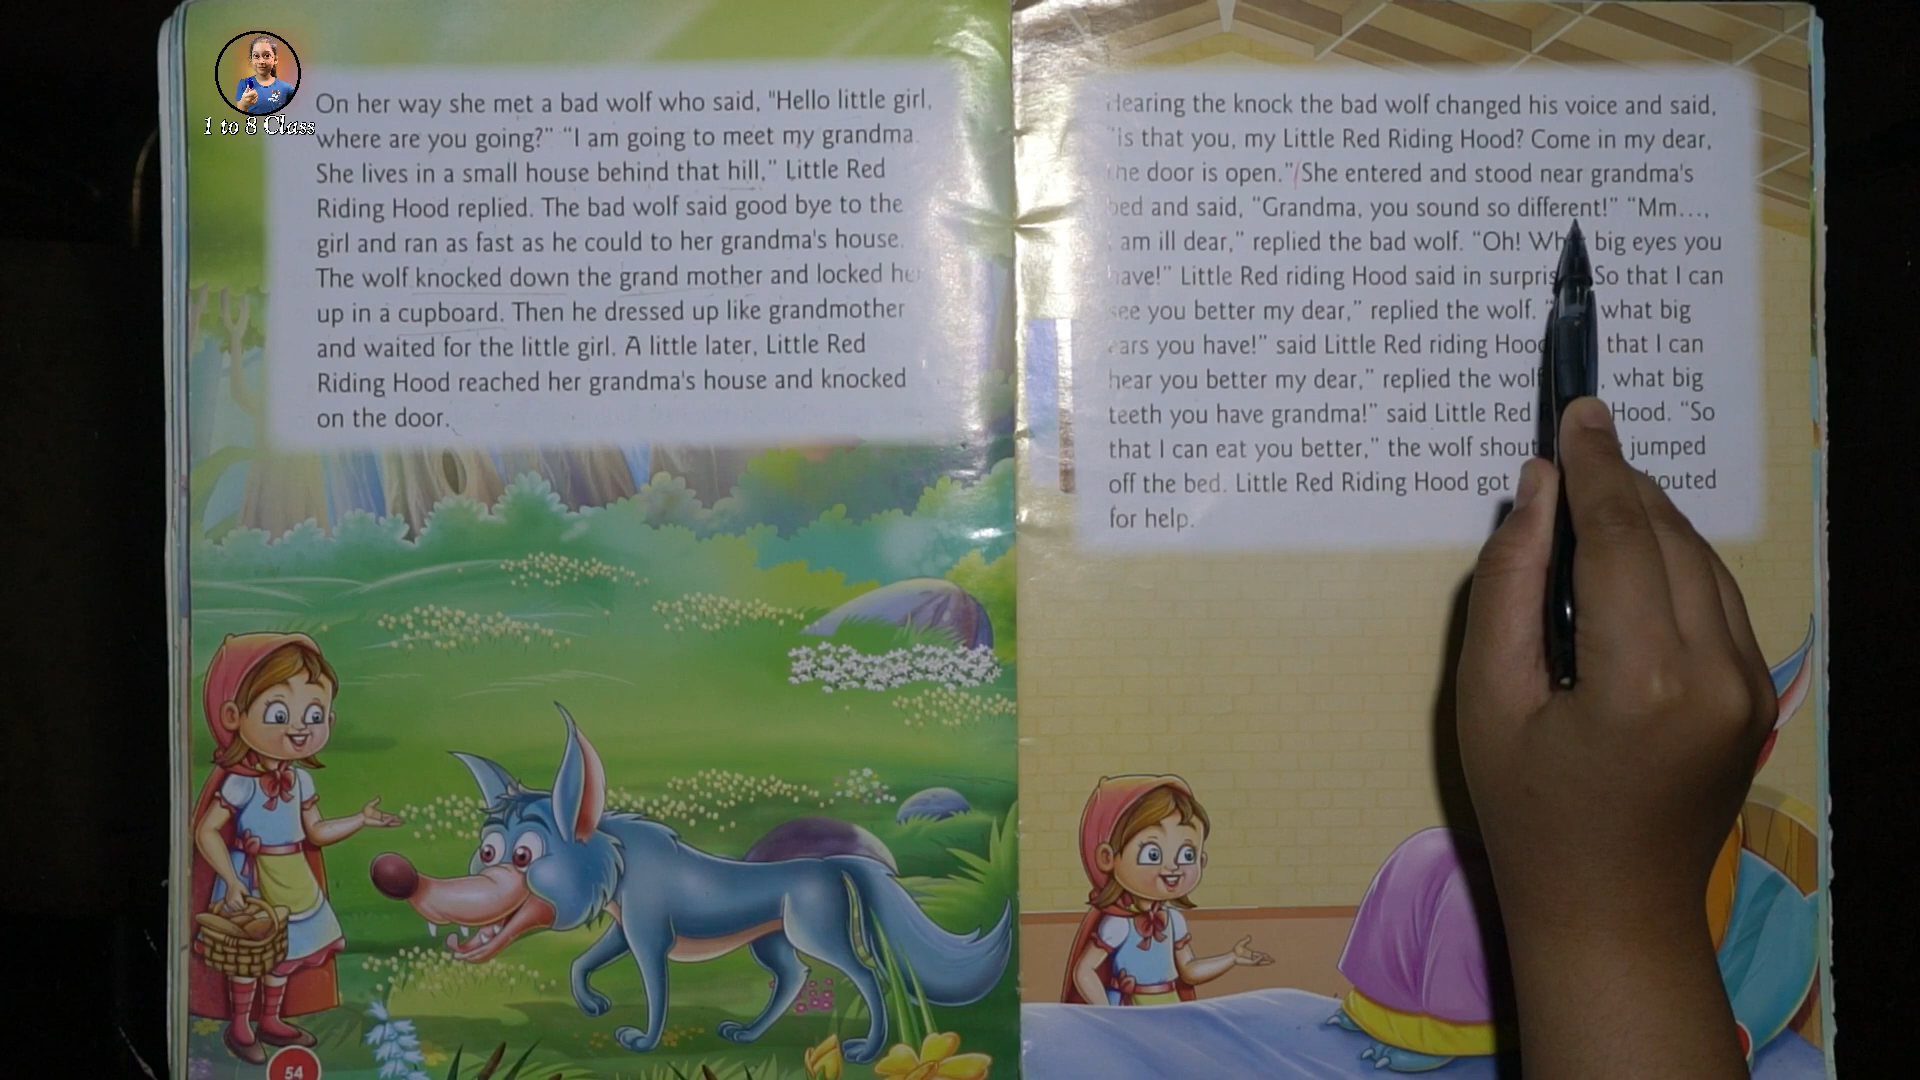 1 to 8 Class
On her way she met a bad wolf who said, "Hello little girl,
where are you going?” “I am going to meet my grandma.
She lives in a small house behind that hill,” Little Red
Riding Hood replied. The bad wolf said good bye to the
girl and ran as fast as he could to her grandma's house.
The wolf knocked down the grand mother and locked her
up in a cupboard. Then he dressed up like grandmother
and waited for the little girl. A little later, Little Red
Riding Hood reached her grandma's house and knocked
on the door.
54
Hearing the knock the bad wolf changed his voice and said,
“is that you, my Little Red Riding Hood? Come in my dear,
the door is open.” She entered and stood near grandma's
bed and said, “Grandma, you sound so different!” “Mm...,
am ill dear,” replied the bad wolf. “Oh! What big eyes you
have!” Little Red riding Hood said in surprise So that I can
see you better my dear,” replied the wolf. what big
ears you have!” said Little Red riding Hood that I can
hear you better my dear,” replied the wolf , what big
teeth you have grandma!” said Little Red Hood. “So
that I can eat you better,” the wolf jumped
off the bed. Little Red Riding Hood got shouted
for help.